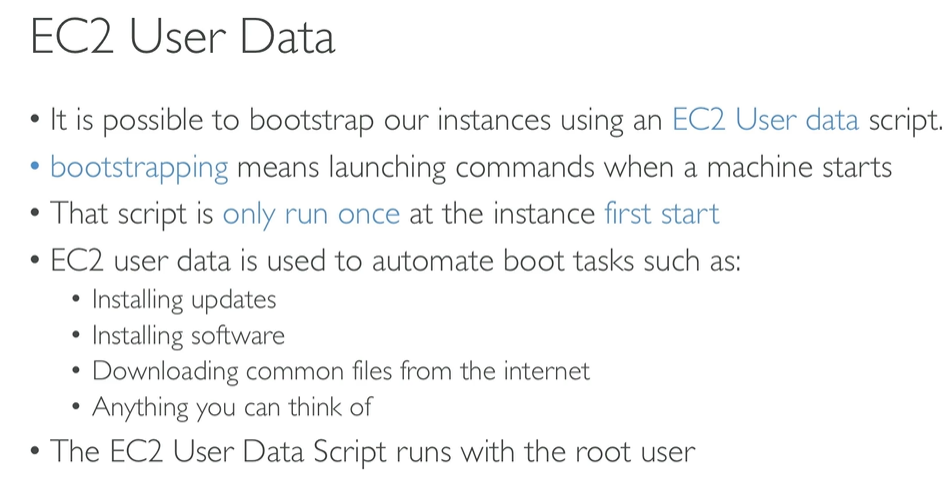 EC2 User Data
• It is possible to bootstrap our instances using an EC2 User data script.
• bootstrapping means launching commands when a machine starts
• That script is only run once at the instance first start
• EC2 user data is used to automate boot tasks such as:
• Installing updates
• Installing software
• Downloading common files from the internet
• Anything you can think of
• The EC2 User Data Script runs with the root user